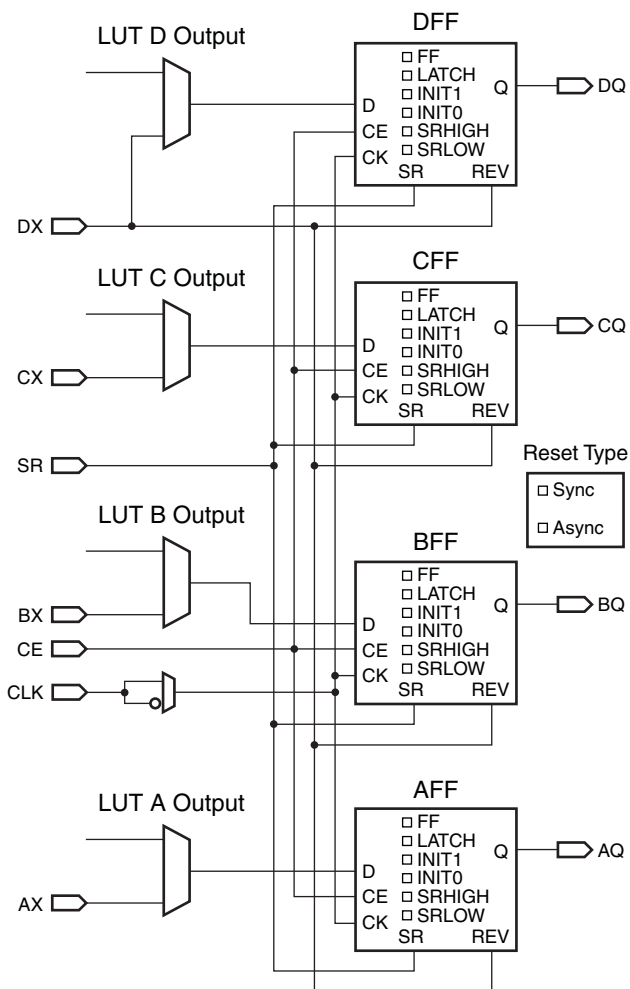 DFF
LUT D Output
FF
LATCH
INIT1
INIT0
SRHIGH
SRLOW
D
CE
CK
SR
REV
Q
DQ
DX
CFF
LUT C Output
FF
LATCH
INIT1
INIT0
SRHIGH
SRLOW
D
CE
CK
SR
REV
Q
CQ
CX
SR
Reset Type
Sync
Async
LUT B Output
BFF
FF
LATCH
INIT1
INIT0
SRHIGH
SRLOW
D
CE
CK
SR
REV
Q
BQ
BX
CE
CLK
AFF
LUT A Output
FF
LATCH
INIT1
INIT0
SRHIGH
SRLOW
D
CE
CK
SR
REV
Q
AQ
AX